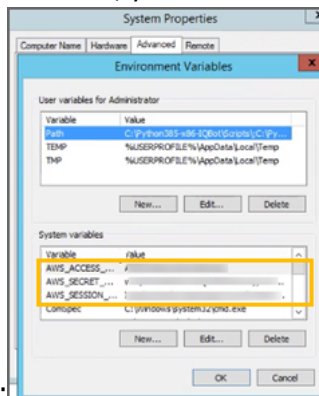 System Properties
Computer Name Hardware Advanced Remote
Environment Variables
User variables for Administrator
Variable Value
Path C:\Python385-x86-IQBot\Scripts\;C:\Py...
TEMP %USERPROFILE%\AppData\Local\Temp
TMP %USERPROFILE%\AppData\Local\Temp
New... Edit... Delete
System variables
Variable Value
AWS_ACCESS_...
AWS_SECRET_...
AWS_SESSION_...
ComSpec C:\Windows\system32\cmd.exe
New... Edit... Delete
OK Cancel